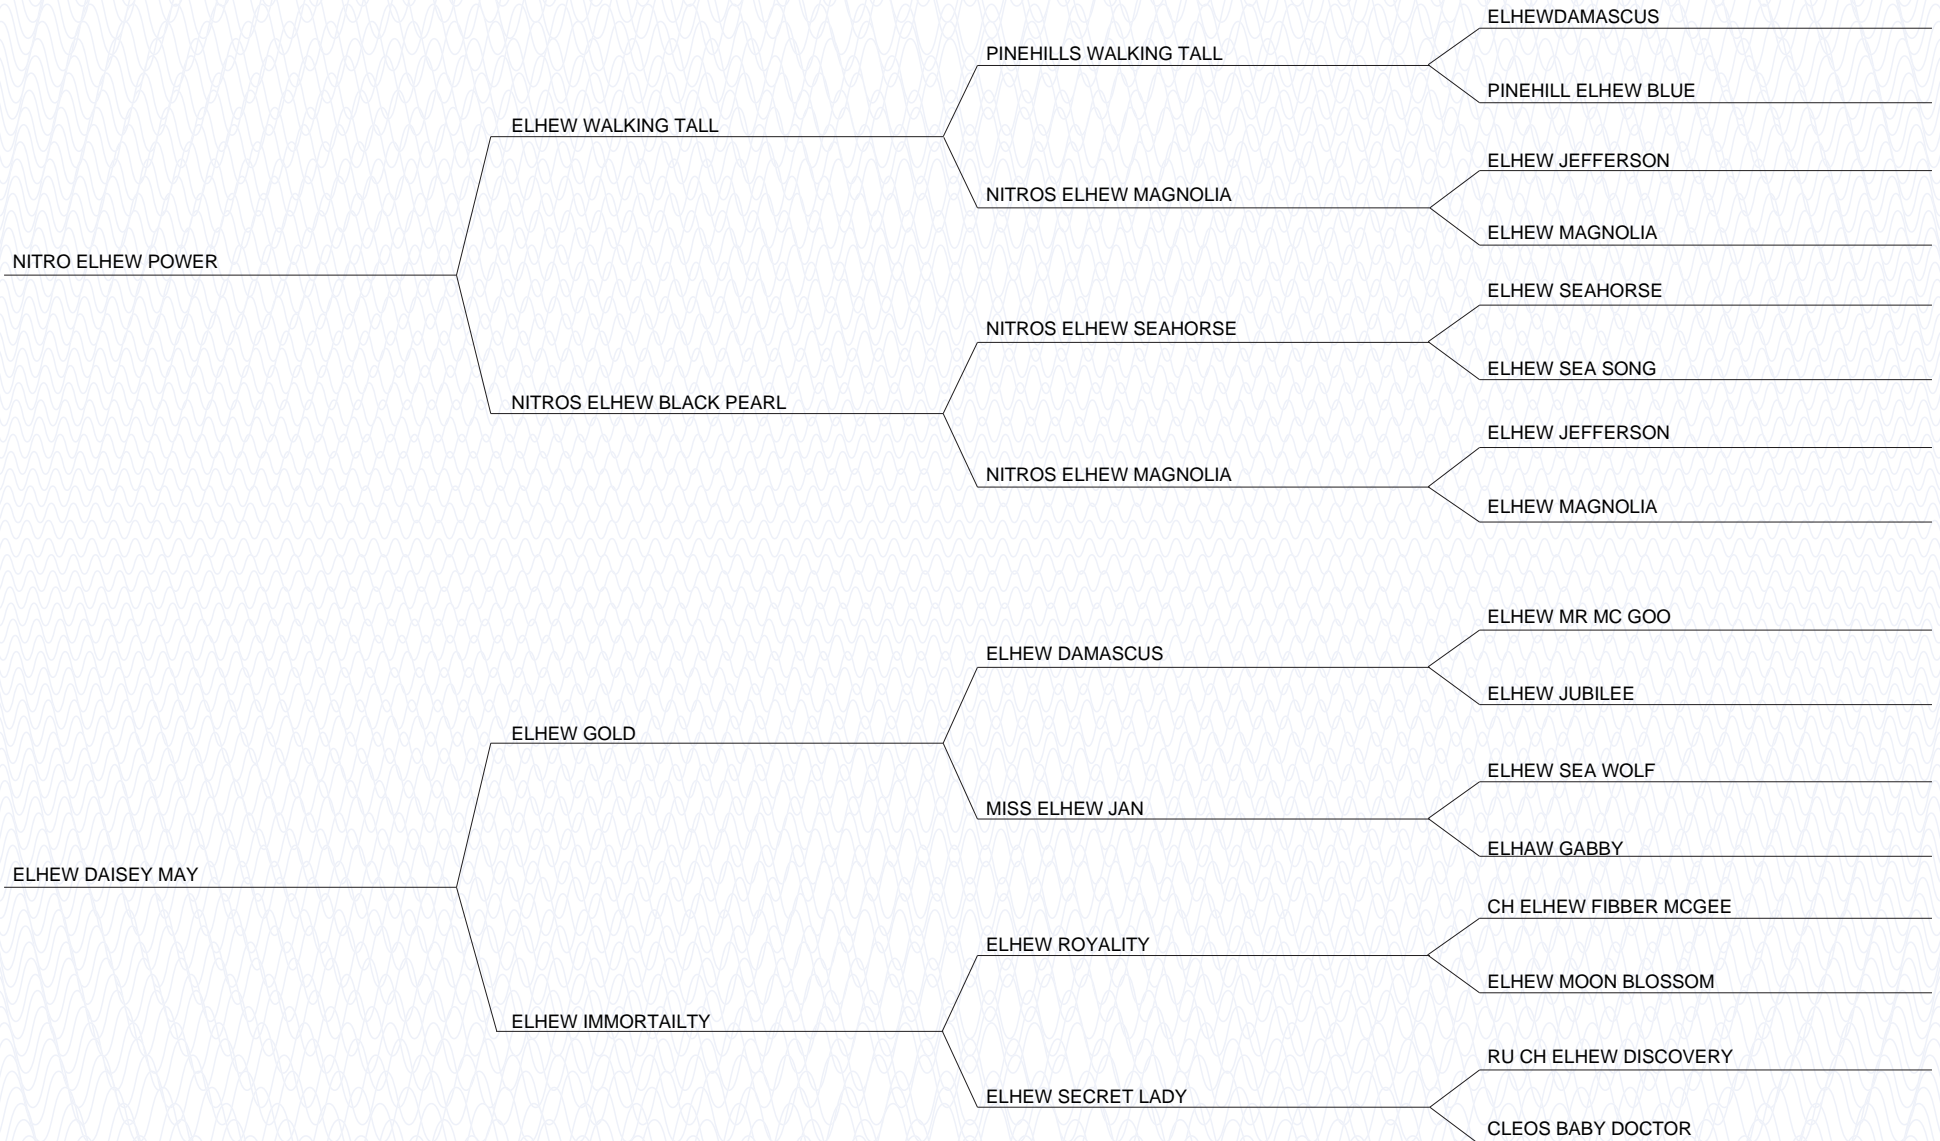 ELHEWDAMASCUS
PINEHILLS WALKING TALL
PINEHILL ELHEW BLUE
ELHEW WALKING TALL
ELHEW JEFFERSON
NITROS ELHEW MAGNOLIA
ELHEW MAGNOLIA
NITRO ELHEW POWER
ELHEW SEAHORSE
NITROS ELHEW SEAHORSE
ELHEW SEA SONG
NITROS ELHEW BLACK PEARL
ELHEW JEFFERSON
NITROS ELHEW MAGNOLIA
ELHEW MAGNOLIA
ELHEW MR MC GOO
ELHEW DAMASCUS
ELHEW JUBILEE
ELHEW GOLD
ELHEW SEA WOLF
MISS ELHEW JAN
ELHAW GABBY
ELHEW DAISEY MAY
CH ELHEW FIBBER MCGEE
ELHEW ROYALITY
ELHEW MOON BLOSSOM
ELHEW IMMORTAILTY
RU CH ELHEW DISCOVERY
ELHEW SECRET LADY
CLEOS BABY DOCTOR